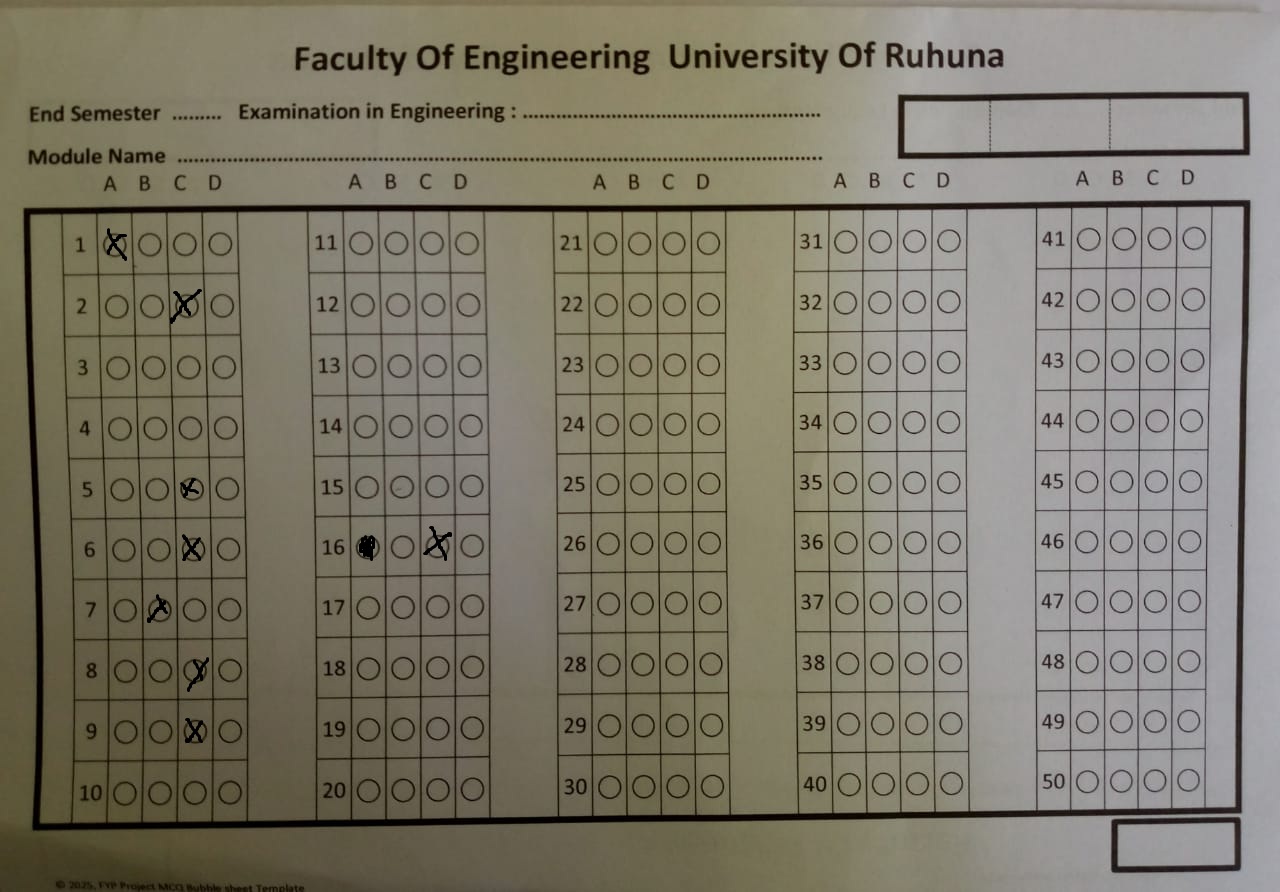 Faculty Of Engineering University Of Ruhuna
End Semester ......... Examination in Engineering : ......................................................
Module Name ........................................................................................................................
A B C D A B C D A B C D A B C D A B C D
1 11 21 31 41
2 12 22 32 42
3 13 23 33 43
4 14 24 34 44
5 15 25 35 45
6 16 26 36 46
7 17 27 37 47
8 18 28 38 48
9 19 29 39 49
10 20 30 40 50
© 2025, FYP Project MCQ Bubble sheet Template